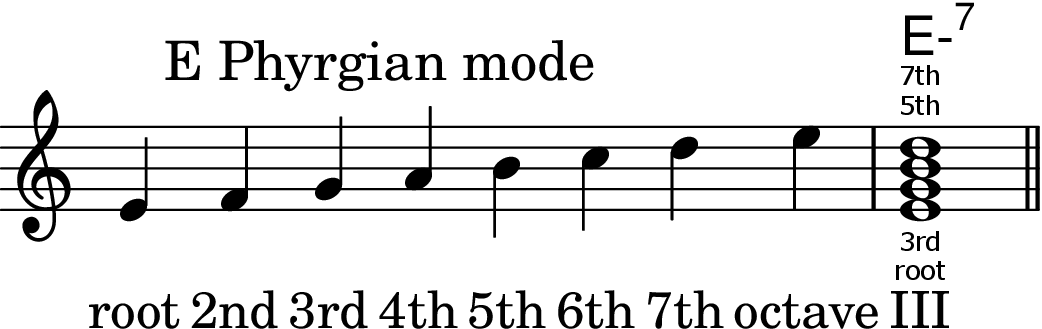 E Phyrgian mode
E-7
7th
5th
3rd
root
root 2nd 3rd 4th 5th 6th 7th octave III